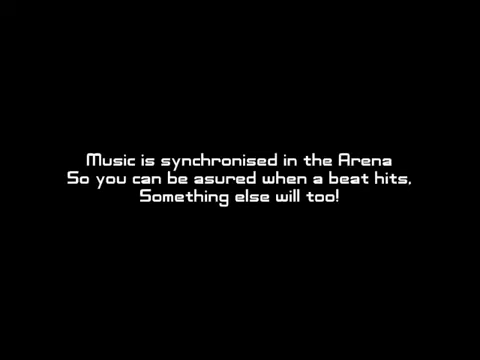 Music is synchronised in the Arena
So you can be asured when a beat hits,
Something else will too!